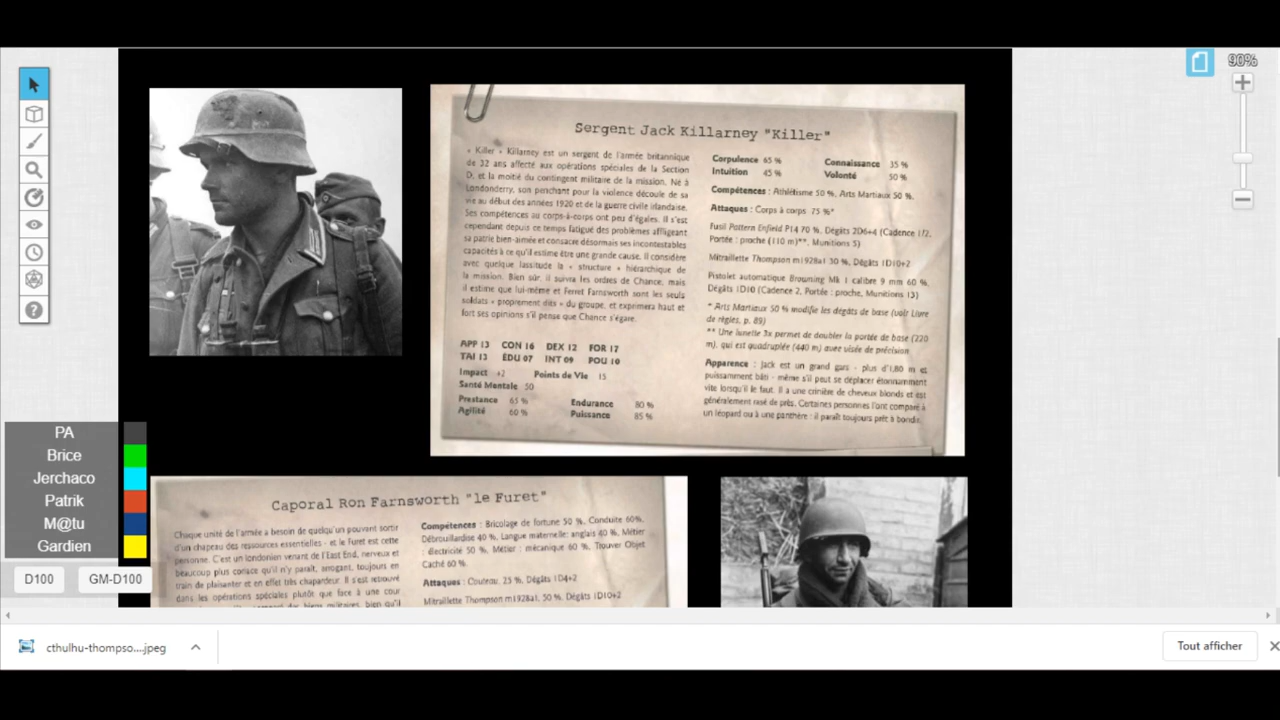 90%
Sergent Jack Killarney "Killer"
« Killer » Killarney est un sergent de l'armée britannique
de 32 ans affecté aux opérations spéciales de la Section
D, et la moitié du contingent militaire de la mission. Né à
Londonderry, son penchant pour la violence découle de sa
vie au début des années 1920 et de la guerre civile irlandaise.
Ses compétences au corps-à-corps ont peu d'égales. Il s'est
cependant depuis ce temps fatigué des problèmes affligeant
sa patrie bien-aimée et consacre désormais ses incontestables
capacités à ce qu'il estime être une grande cause. Il considère
avec quelque lassitude la « structure » hiérarchique de
la mission. Bien sûr, il suivra les ordres de Chance, mais
il estime que lui-même et Ferret Farnsworth sont les seuls
soldats « proprement dits » du groupe, et exprimera haut et
fort ses opinions s'il pense que Chance s'égare.
APP 13 CON 16 DEX 12 FOR 17
TAI 13 ÉDU 07 INT 09 POU 10
Impact +2 Points de Vie 15
Santé Mentale 50
Prestance 65 % Endurance 80 %
Agilité 60 % Puissance 85 %
Corpulence 65 % Connaissance 35 %
Intuition 45 % Volonté 50 %
Compétences : Athlétisme 50 %, Arts Martiaux 50 %.
Attaques : Corps à corps 75 %*
Fusil Pattern Enfield P14 70 %, Dégâts 2D6+4 (Cadence 1/2,
Portée : proche (110 m)**, Munitions 5)
Mitraillette Thompson m1928a1 30 %, Dégâts 1D10+2
Pistolet automatique Browning Mk 1 calibre 9 mm 60 %,
Dégâts 1D10 (Cadence 2, Portée : proche, Munitions 13)
* Arts Martiaux 50 % modifie les dégâts de base (voir Livre
de règles, p. 89)
** Une lunette 3x permet de doubler la portée de base (220
m), qui est quadruplée (440 m) avec visée de précision
Apparence : Jack est un grand gars - plus d'1,80 m et
puissamment bâti - même s'il peut se déplacer étonnamment
vite lorsqu'il le faut. Il a une crinière de cheveux blonds et est
généralement rasé de près. Certaines personnes l'ont comparé à
un léopard ou à une panthère : il paraît toujours prêt à bondir.
PA
Brice
Jerchaco
Patrik
M@tu
Gardien
D100 GM-D100
Caporal Ron Farnsworth "le Furet"
Chaque unité de l'armée a besoin de quelqu'un pouvant sortir
d'un chapeau des ressources essentielles - et le Furet est cette
personne. C'est un londonien venant de l'East End, nerveux et
beaucoup plus coriace qu'il n'y paraît, arrogant, toujours en
train de plaisanter et en effet très chapardeur. Il s'est retrouvé
dans les opérations spéciales plutôt que face à une cour
des biens militaires, bien qu'il
Compétences : Bricolage de fortune 50 %, Conduite 60%,
Débrouillardise 40 %, Langue maternelle: anglais 40 %, Métier
: électricité 50 %, Métier : mécanique 60 %, Trouver Objet
Caché 60 %.
Attaques : Couteau, 25 %, Dégâts 1D4+2
Mitraillette Thompson m1928a1, 50 %, Dégâts 1D10+2
cthulhu-thompso....jpeg
Tout afficher